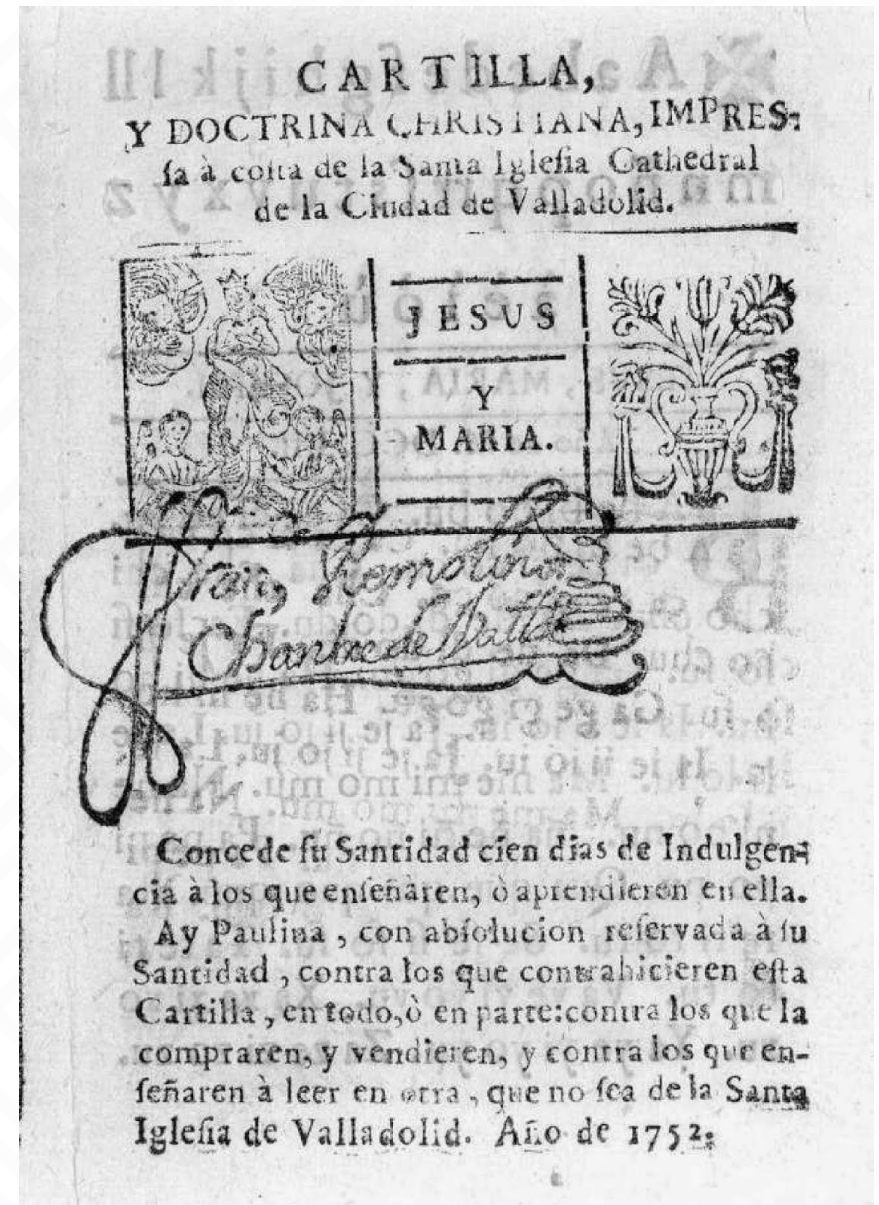 CARTILLA,
Y DOCTRINA CHRISTIANA, IMPRES-
ſa à coſta de la Santa Igleſia Cathedral
de la Ciudad de Valladolid.
JESUS
Y
MARIA.
Fran, Remolino
Chantre de Valld
Concede ſu Santidad cien dias de Indulgen-
cia à los que enſeñàren, ò aprendieren en ella.
Ay Paulina, con abſolucion reſervada à ſu
Santidad, contra los que contrahicieren eſta
Cartilla, en todo, ò en parte: contra los que la
compraren, y vendieren, y contra los que en-
ſeñaren à leer en otra, que no ſea de la Santa
Igleſia de Valladolid. Año de 1752.